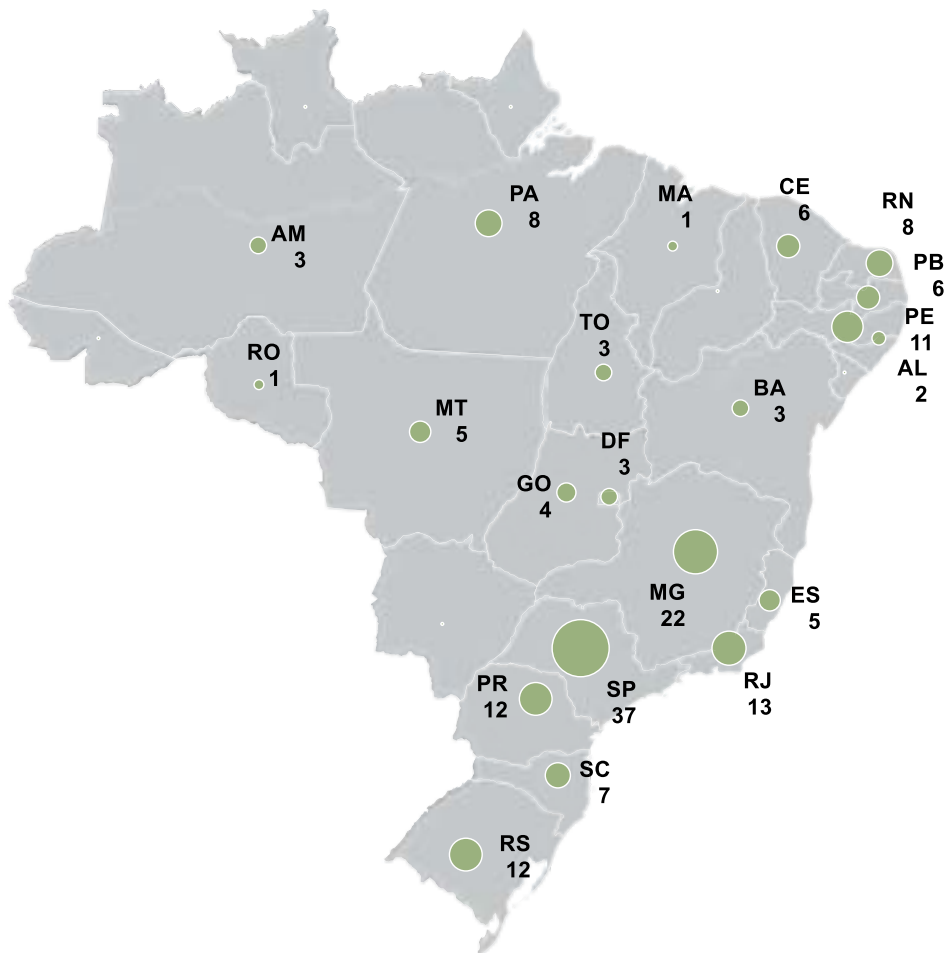 PA
8
MA
1
CE
6
RN
8
AM
3
PB
6
PE
11
TO
3
RO
1
AL
2
BA
3
MT
5
DF
3
GO
4
MG
22
ES
5
RJ
13
SP
37
PR
12
SC
7
RS
12